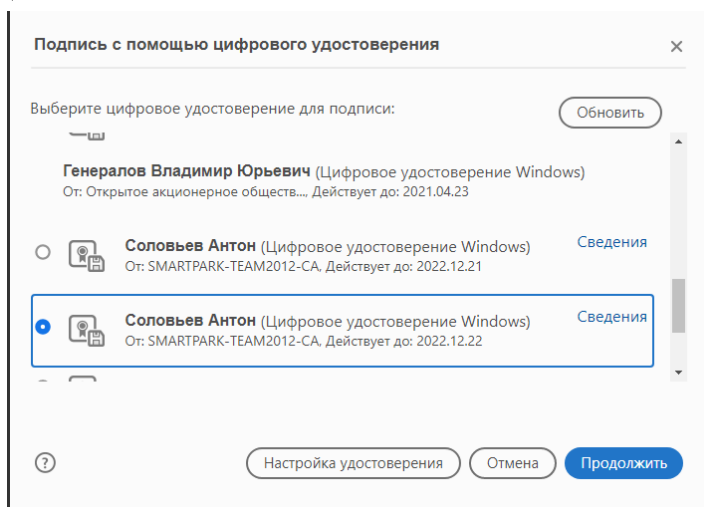 Подпись с помощью цифрового удостоверения
Выберите цифровое удостоверение для подписи:
Обновить
Генералов Владимир Юрьевич (Цифровое удостоверение Windows)
От: Открытое акционерное обществ..., Действует до: 2021.04.23
Соловьев Антон (Цифровое удостоверение Windows)
Сведения
От: SMARTPARK-TEAM2012-CA, Действует до: 2022.12.21
Соловьев Антон (Цифровое удостоверение Windows)
Сведения
От: SMARTPARK-TEAM2012-CA, Действует до: 2022.12.22
? Настройка удостоверения Отмена Продолжить